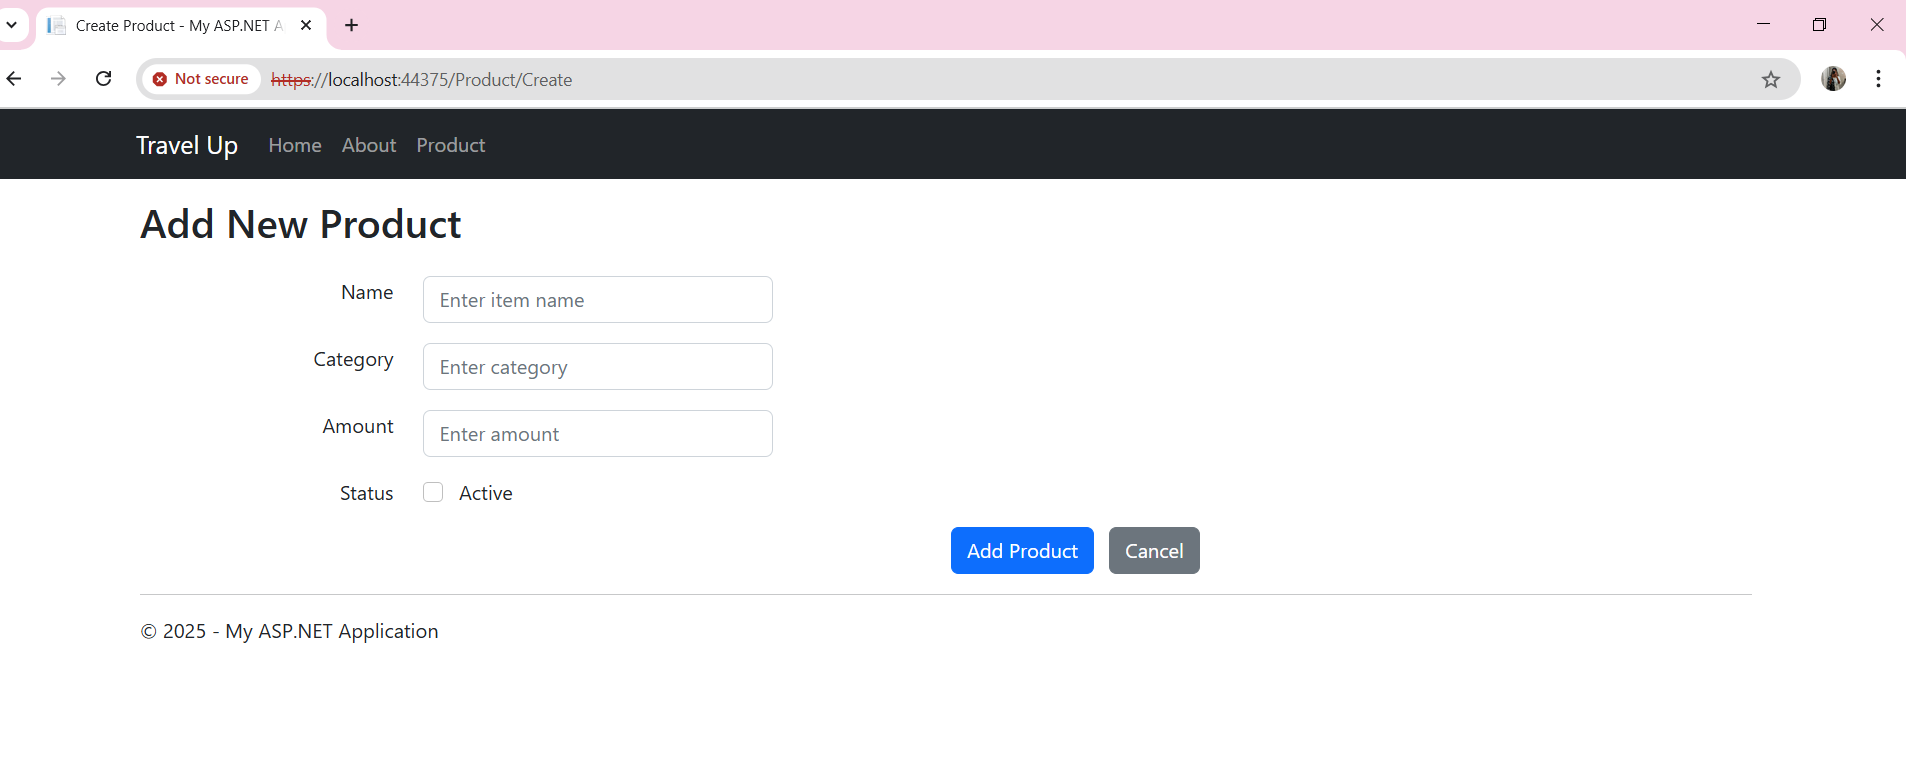 Create Product - My ASP.NET A
Not secure
https://localhost:44375/Product/Create
Travel Up Home About Product
Add New Product
Name Enter item name
Category Enter category
Amount Enter amount
Status Active
Add Product Cancel
© 2025 - My ASP.NET Application